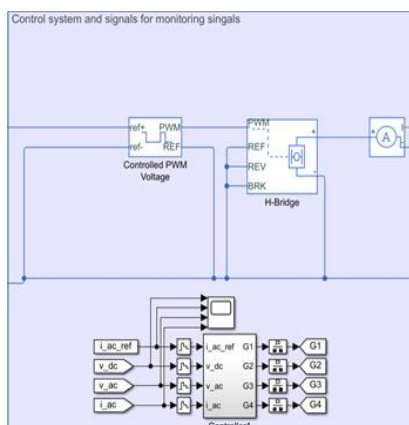 Control system and signals for monitoring singals
ref+ PWM
ref- REF
Controlled PWM
Voltage
PWM
REF
REV
BRK
+
-
H-Bridge
+ A I
i_ac_ref i_ac_ref G1 G1
v_dc v_dc G2 G2
v_ac v_ac G3 G3
i_ac i_ac G4 G4